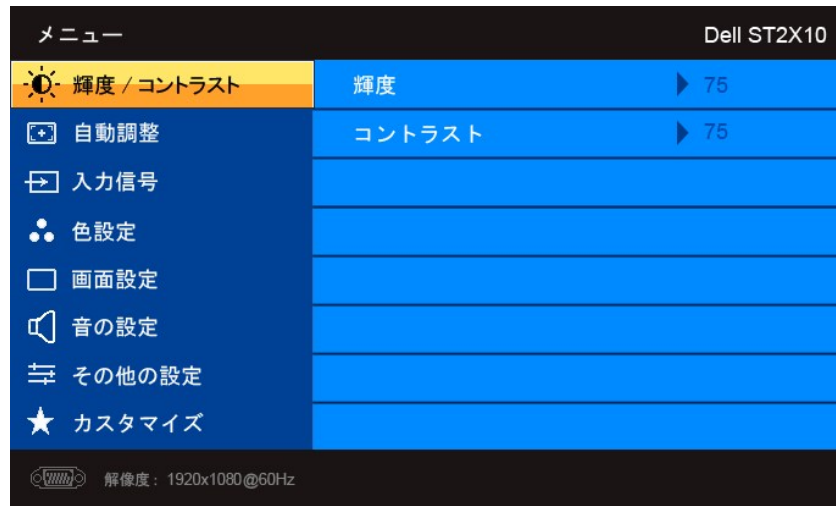 メニュー Dell ST2X10
輝度 / コントラスト 輝度 75
自動調整 コントラスト 75
入力信号
色設定
画面設定
音の設定
その他の設定
カスタマイズ
解像度 : 1920x1080@60Hz